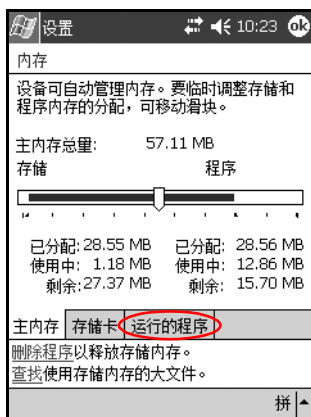 设置 10:23 ok
内存
设备可自动管理内存。要临时调整存储和
程序内存的分配，可移动滑块。
主内存总量: 57.11 MB
存储 程序
已分配: 28.55 MB 已分配: 28.56 MB
使用中: 1.18 MB 使用中: 12.86 MB
剩余: 27.37 MB 剩余: 15.70 MB
主内存 存储卡 运行的程序
删除程序以释放存储内存。
查找使用存储内存的大文件。
拼